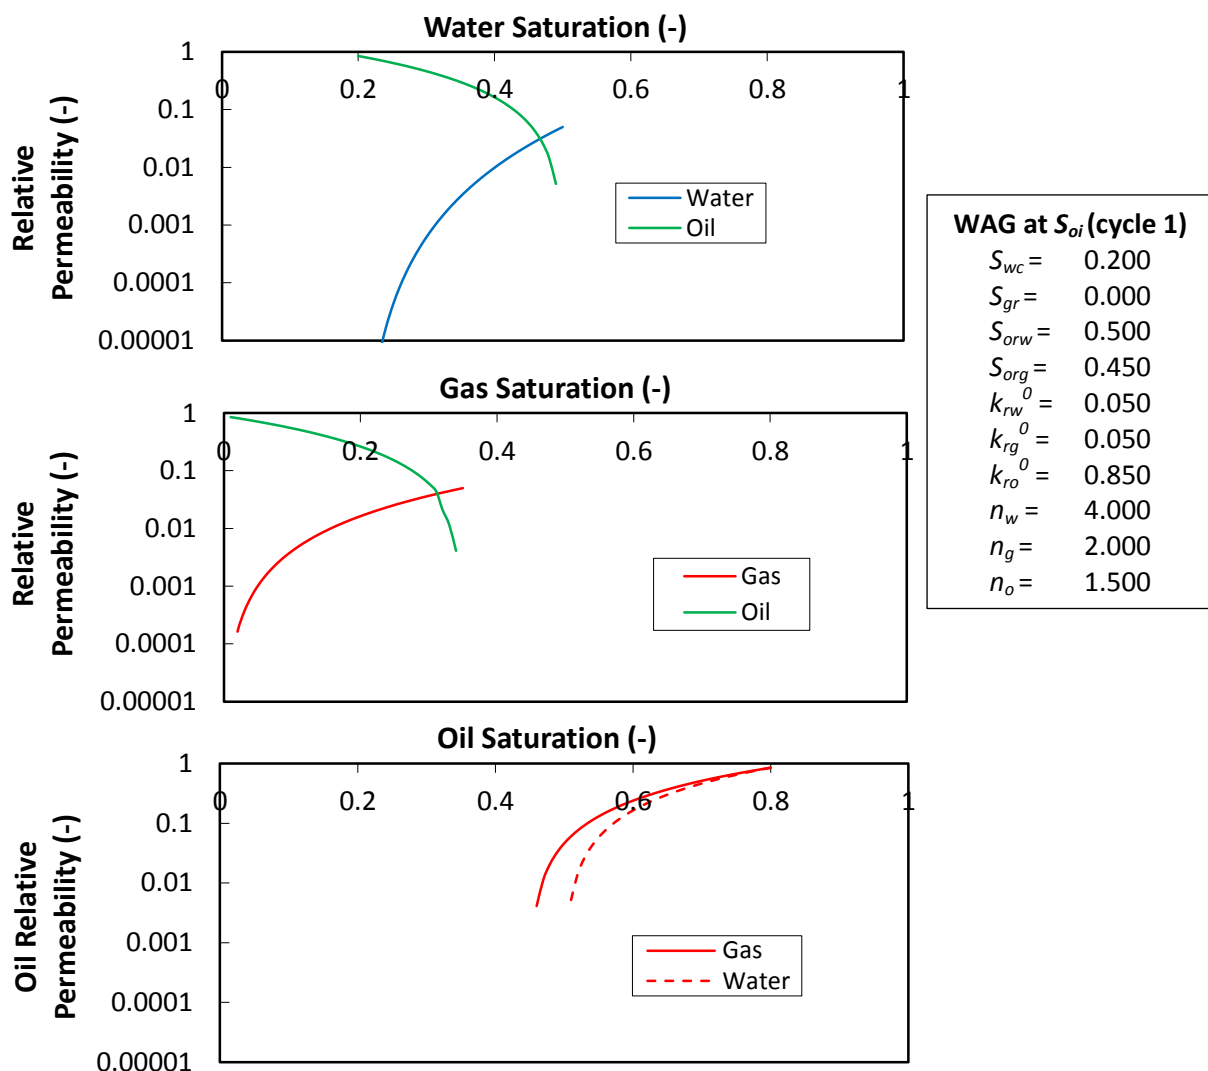 Water Saturation (-)
1
0.1
0.01
0.001
0.0001
0.00001
0 0.2 0.4 0.6 0.8 1
Relative
Permeability (-)
Water
Oil
Gas Saturation (-)
1
0.1
0.01
0.001
0.0001
0.00001
0 0.2 0.4 0.6 0.8 1
Relative
Permeability (-)
Gas
Oil
Oil Saturation (-)
1
0.1
0.01
0.001
0.0001
0.00001
0 0.2 0.4 0.6 0.8 1
Oil Relative
Permeability (-)
Gas
Water
WAG at Soi (cycle 1)
Swc = 0.200
Sgr = 0.000
Sorw = 0.500
Sorg = 0.450
krw0 = 0.050
krg0 = 0.050
kro0 = 0.850
nw = 4.000
ng = 2.000
no = 1.500